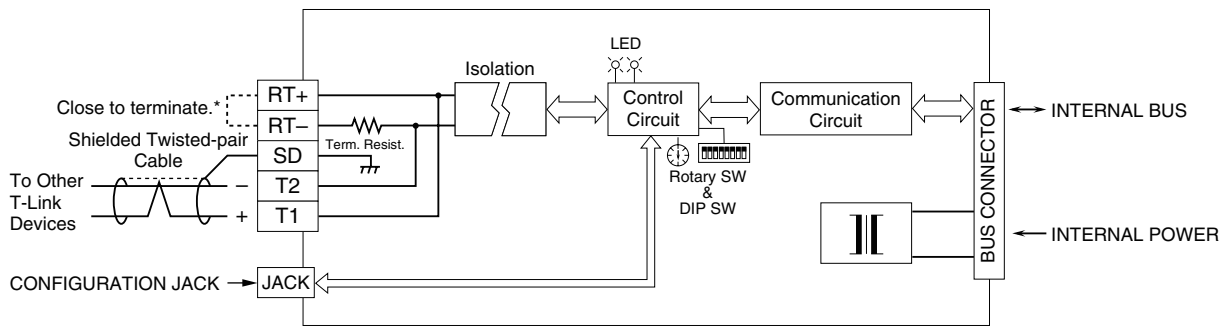 LED
Isolation
RT+
Close to terminate.*
RT–
Term. Resist.
Control
Circuit
Communication
Circuit
BUS CONNECTOR
INTERNAL BUS
Shielded Twisted-pair
Cable
SD
Rotary SW
&
DIP SW
To Other
T-Link
Devices
–
T2
+
T1
INTERNAL POWER
CONFIGURATION JACK
JACK